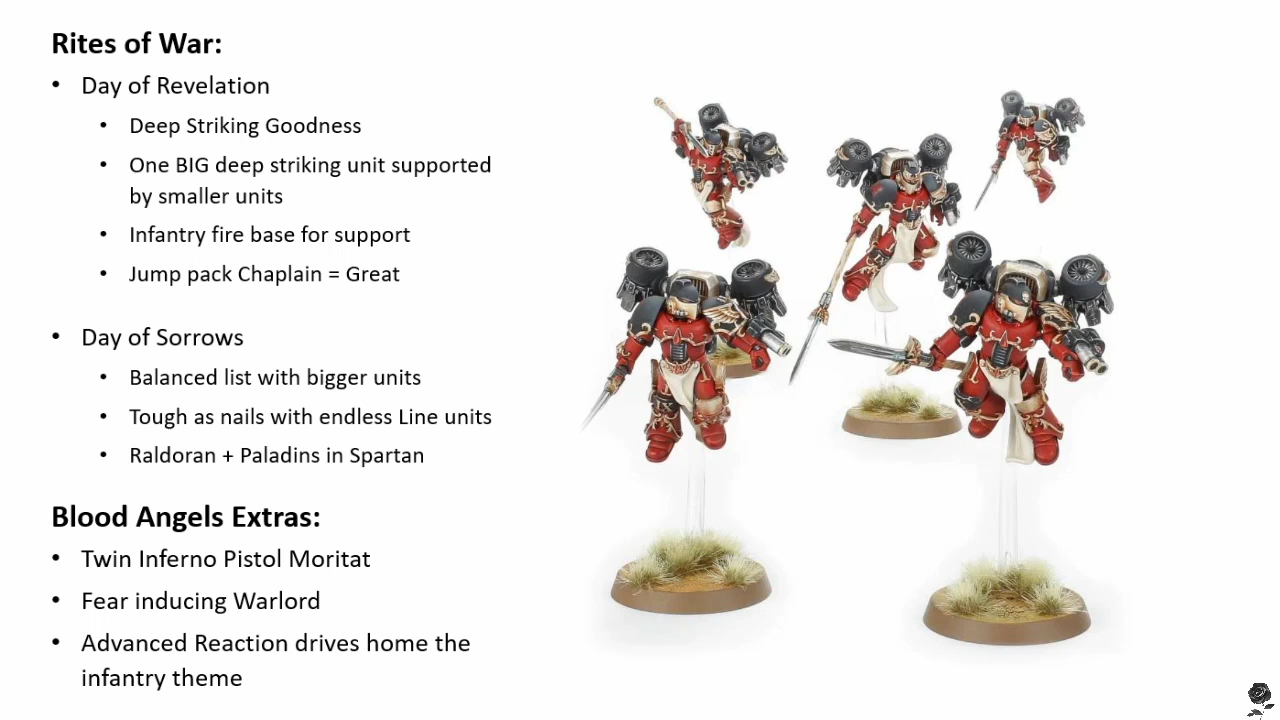 Rites of War:
• Day of Revelation
• Deep Striking Goodness
• One BIG deep striking unit supported
by smaller units
• Infantry fire base for support
• Jump pack Chaplain = Great
• Day of Sorrows
• Balanced list with bigger units
• Tough as nails with endless Line units
• Raldoran + Paladins in Spartan
Blood Angels Extras:
• Twin Inferno Pistol Moritat
• Fear inducing Warlord
• Advanced Reaction drives home the
infantry theme